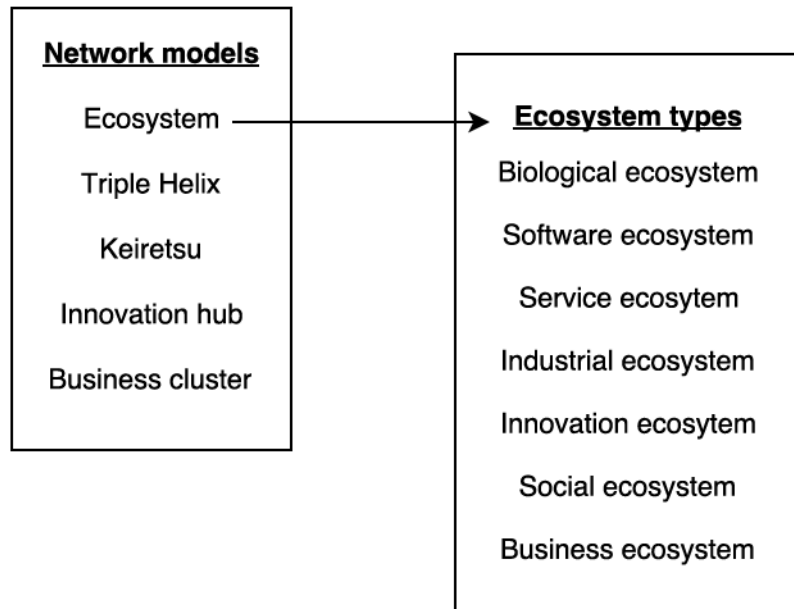 Network models
Ecosystem
Triple Helix
Keiretsu
Innovation hub
Business cluster
Ecosystem types
Biological ecosystem
Software ecosystem
Service ecosytem
Industrial ecosystem
Innovation ecosytem
Social ecosystem
Business ecosystem